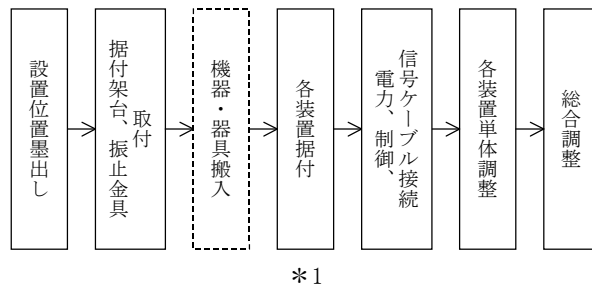 設置位置墨出し
据付架台、振止金具
取付
機器・器具搬入
各装置据付
信号ケーブル接続
電力、制御、
各装置単体調整
総合調整
＊1